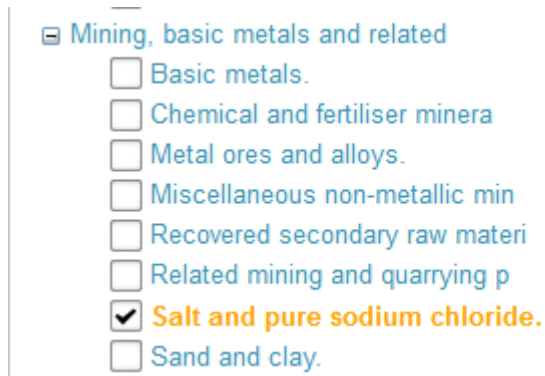 Mining, basic metals and related
Basic metals.
Chemical and fertiliser minera
Metal ores and alloys.
Miscellaneous non-metallic min
Recovered secondary raw materi
Related mining and quarrying p
Salt and pure sodium chloride.
Sand and clay.